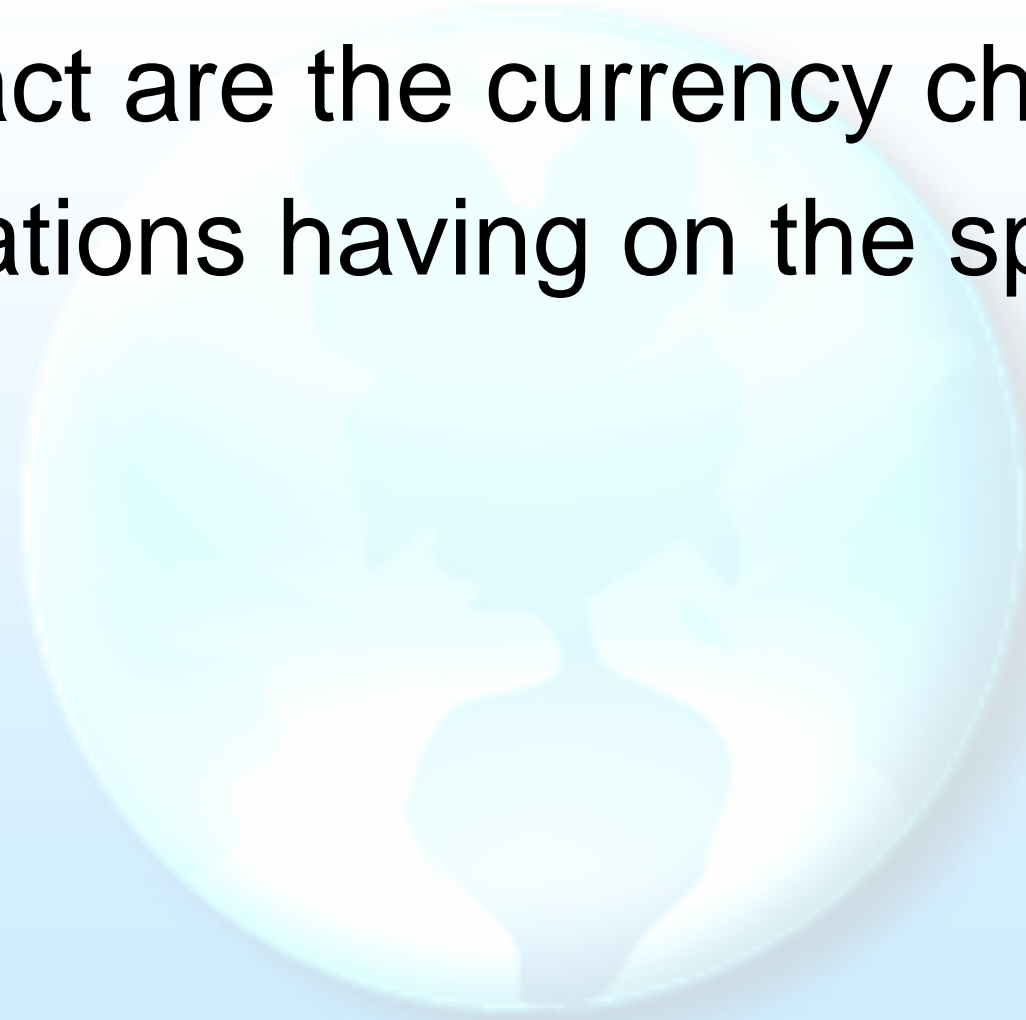 act are the currency ch
ations having on the sp